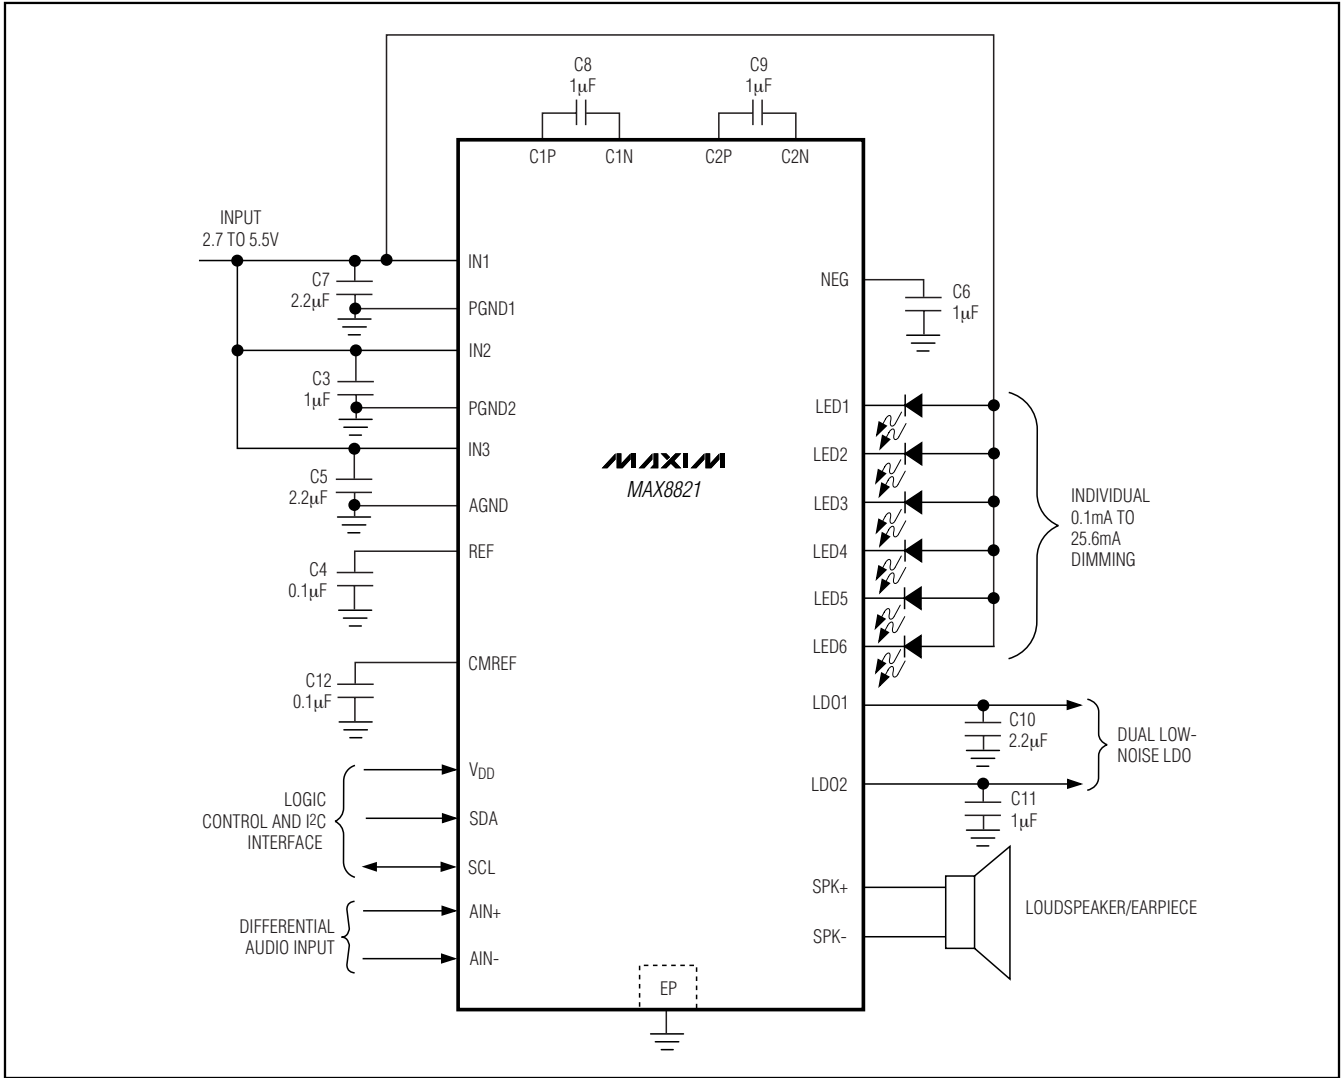 C8
1µF
C9
1µF
C1P
C1N
C2P
C2N
INPUT
2.7 TO 5.5V
IN1
C7
2.2µF
PGND1
IN2
C3
1µF
PGND2
IN3
C5
2.2µF
AGND
REF
C4
0.1µF
CMREF
C12
0.1µF
VDD
LOGIC
CONTROL AND I2C
INTERFACE
SDA
SCL
AIN+
DIFFERENTIAL
AUDIO INPUT
AIN-
MAXIM
MAX8821
EP
NEG
C6
1µF
LED1
LED2
LED3
LED4
LED5
LED6
INDIVIDUAL
0.1mA TO
25.6mA
DIMMING
LDO1
C10
2.2µF
DUAL LOW-
NOISE LDO
LDO2
C11
1µF
SPK+
LOUDSPEAKER/EARPIECE
SPK-